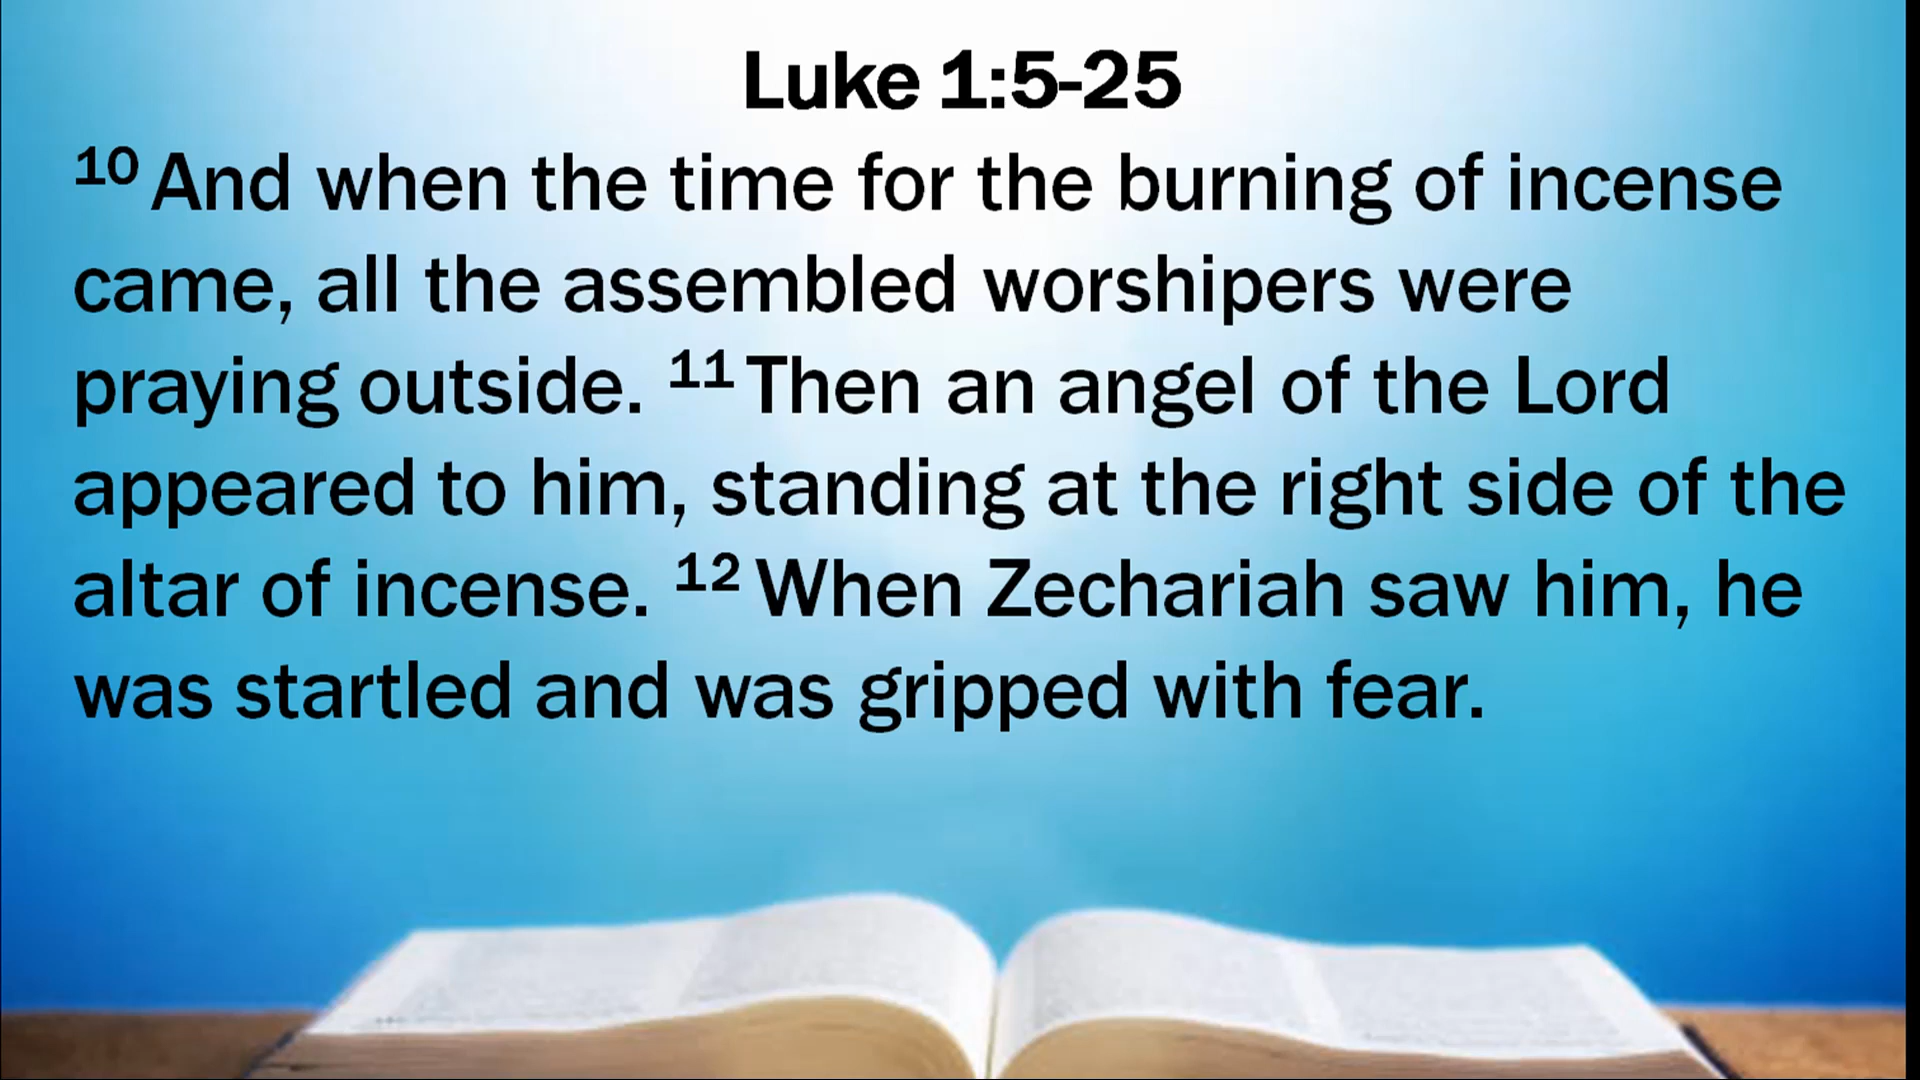 Luke 1:5-25
10 And when the time for the burning of incense
came, all the assembled worshipers were
praying outside. 11 Then an angel of the Lord
appeared to him, standing at the right side of the
altar of incense. 12 When Zechariah saw him, he
was startled and was gripped with fear.